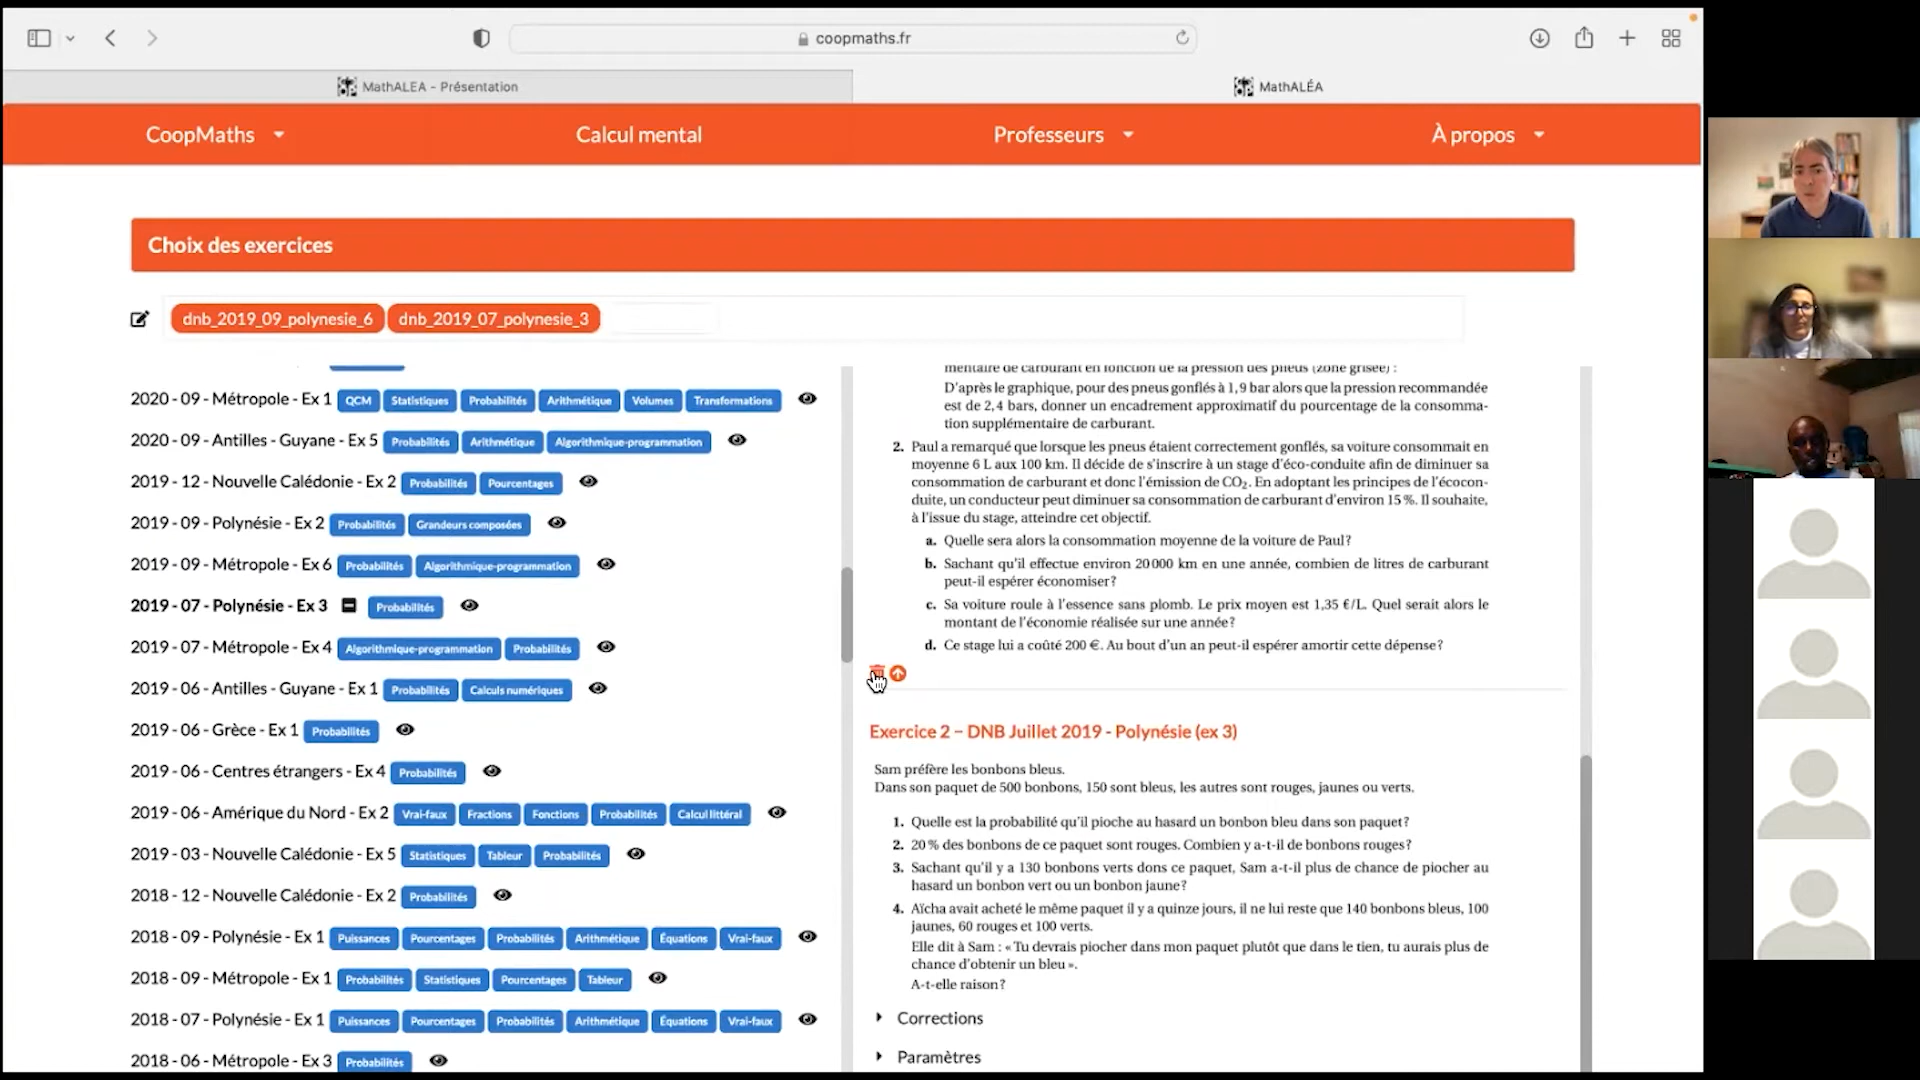 coopmaths.fr
MathALEA - Présentation
MathALÉA
CoopMaths
Calcul mental
Professeurs
À propos
Choix des exercices
dnb_2019_09_polynesie_6
dnb_2019_07_polynesie_3
2020 - 09 - Métropole - Ex 1 QCM Statistiques Probabilités Arithmétique Volumes Transformations
2020 - 09 - Antilles - Guyane - Ex 5 Probabilités Arithmétique Algorithmique-programmation
2019 - 12 - Nouvelle Calédonie - Ex 2 Probabilités Pourcentages
2019 - 09 - Polynésie - Ex 2 Probabilités Grandeurs composées
2019 - 09 - Métropole - Ex 6 Probabilités Algorithmique-programmation
2019 - 07 - Polynésie - Ex 3 Probabilités
2019 - 07 - Métropole - Ex 4 Algorithmique-programmation Probabilités
2019 - 06 - Antilles - Guyane - Ex 1 Probabilités Calculs numériques
2019 - 06 - Grèce - Ex 1 Probabilités
2019 - 06 - Centres étrangers - Ex 4 Probabilités
2019 - 06 - Amérique du Nord - Ex 2 Vrai-faux Fractions Fonctions Probabilités Calcul littéral
2019 - 03 - Nouvelle Calédonie - Ex 5 Statistiques Tableur Probabilités
2018 - 12 - Nouvelle Calédonie - Ex 2 Probabilités
2018 - 09 - Polynésie - Ex 1 Puissances Pourcentages Probabilités Arithmétique Équations Vrai-faux
2018 - 09 - Métropole - Ex 1 Probabilités Statistiques Pourcentages Tableur
2018 - 07 - Polynésie - Ex 1 Puissances Pourcentages Probabilités Arithmétique Équations Vrai-faux
2018 - 06 - Métropole - Ex 3 Probabilités
mentaire de carburant en fonction de la pression des pneus (zone grisée) :
D'après le graphique, pour des pneus gonflés à 1,9 bar alors que la pression recommandée
est de 2,4 bars, donner un encadrement approximatif du pourcentage de la consomma-
tion supplémentaire de carburant.
2. Paul a remarqué que lorsque les pneus étaient correctement gonflés, sa voiture consommait en
moyenne 6 L aux 100 km. Il décide de s'inscrire à un stage d'éco-conduite afin de diminuer sa
consommation de carburant et donc l'émission de CO₂. En adoptant les principes de l'écocon-
duite, un conducteur peut diminuer sa consommation de carburant d'environ 15 %. Il souhaite,
à l'issue du stage, atteindre cet objectif.
a. Quelle sera alors la consommation moyenne de la voiture de Paul?
b. Sachant qu'il effectue environ 20 000 km en une année, combien de litres de carburant
peut-il espérer économiser?
c. Sa voiture roule à l'essence sans plomb. Le prix moyen est 1,35 €/L. Quel serait alors le
montant de l'économie réalisée sur une année?
d. Ce stage lui a coûté 200 €. Au bout d'un an peut-il espérer amortir cette dépense?
Exercice 2 – DNB Juillet 2019 - Polynésie (ex 3)
Sam préfère les bonbons bleus.
Dans son paquet de 500 bonbons, 150 sont bleus, les autres sont rouges, jaunes ou verts.
1. Quelle est la probabilité qu'il pioche au hasard un bonbon bleu dans son paquet?
2. 20 % des bonbons de ce paquet sont rouges. Combien y a-t-il de bonbons rouges?
3. Sachant qu'il y a 130 bonbons verts dans ce paquet, Sam a-t-il plus de chance de piocher au
hasard un bonbon vert ou un bonbon jaune?
4. Aïcha avait acheté le même paquet il y a quinze jours, il ne lui reste que 140 bonbons bleus, 100
jaunes, 60 rouges et 100 verts.
Elle dit à Sam : « Tu devrais piocher dans mon paquet plutôt que dans le tien, tu aurais plus de
chance d'obtenir un bleu ».
A-t-elle raison?
Corrections
Paramètres